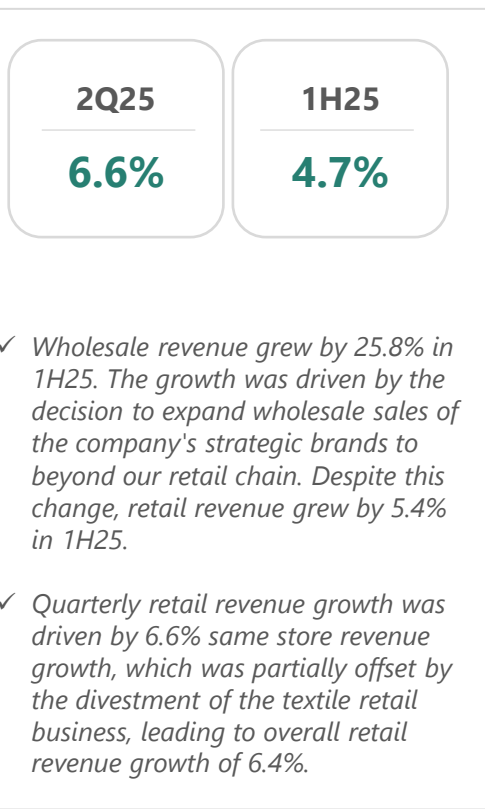 2Q25 1H25
6.6% 4.7%
✓ Wholesale revenue grew by 25.8% in
1H25. The growth was driven by the
decision to expand wholesale sales of
the company's strategic brands to
beyond our retail chain. Despite this
change, retail revenue grew by 5.4%
in 1H25.
✓ Quarterly retail revenue growth was
driven by 6.6% same store revenue
growth, which was partially offset by
the divestment of the textile retail
business, leading to overall retail
revenue growth of 6.4%.